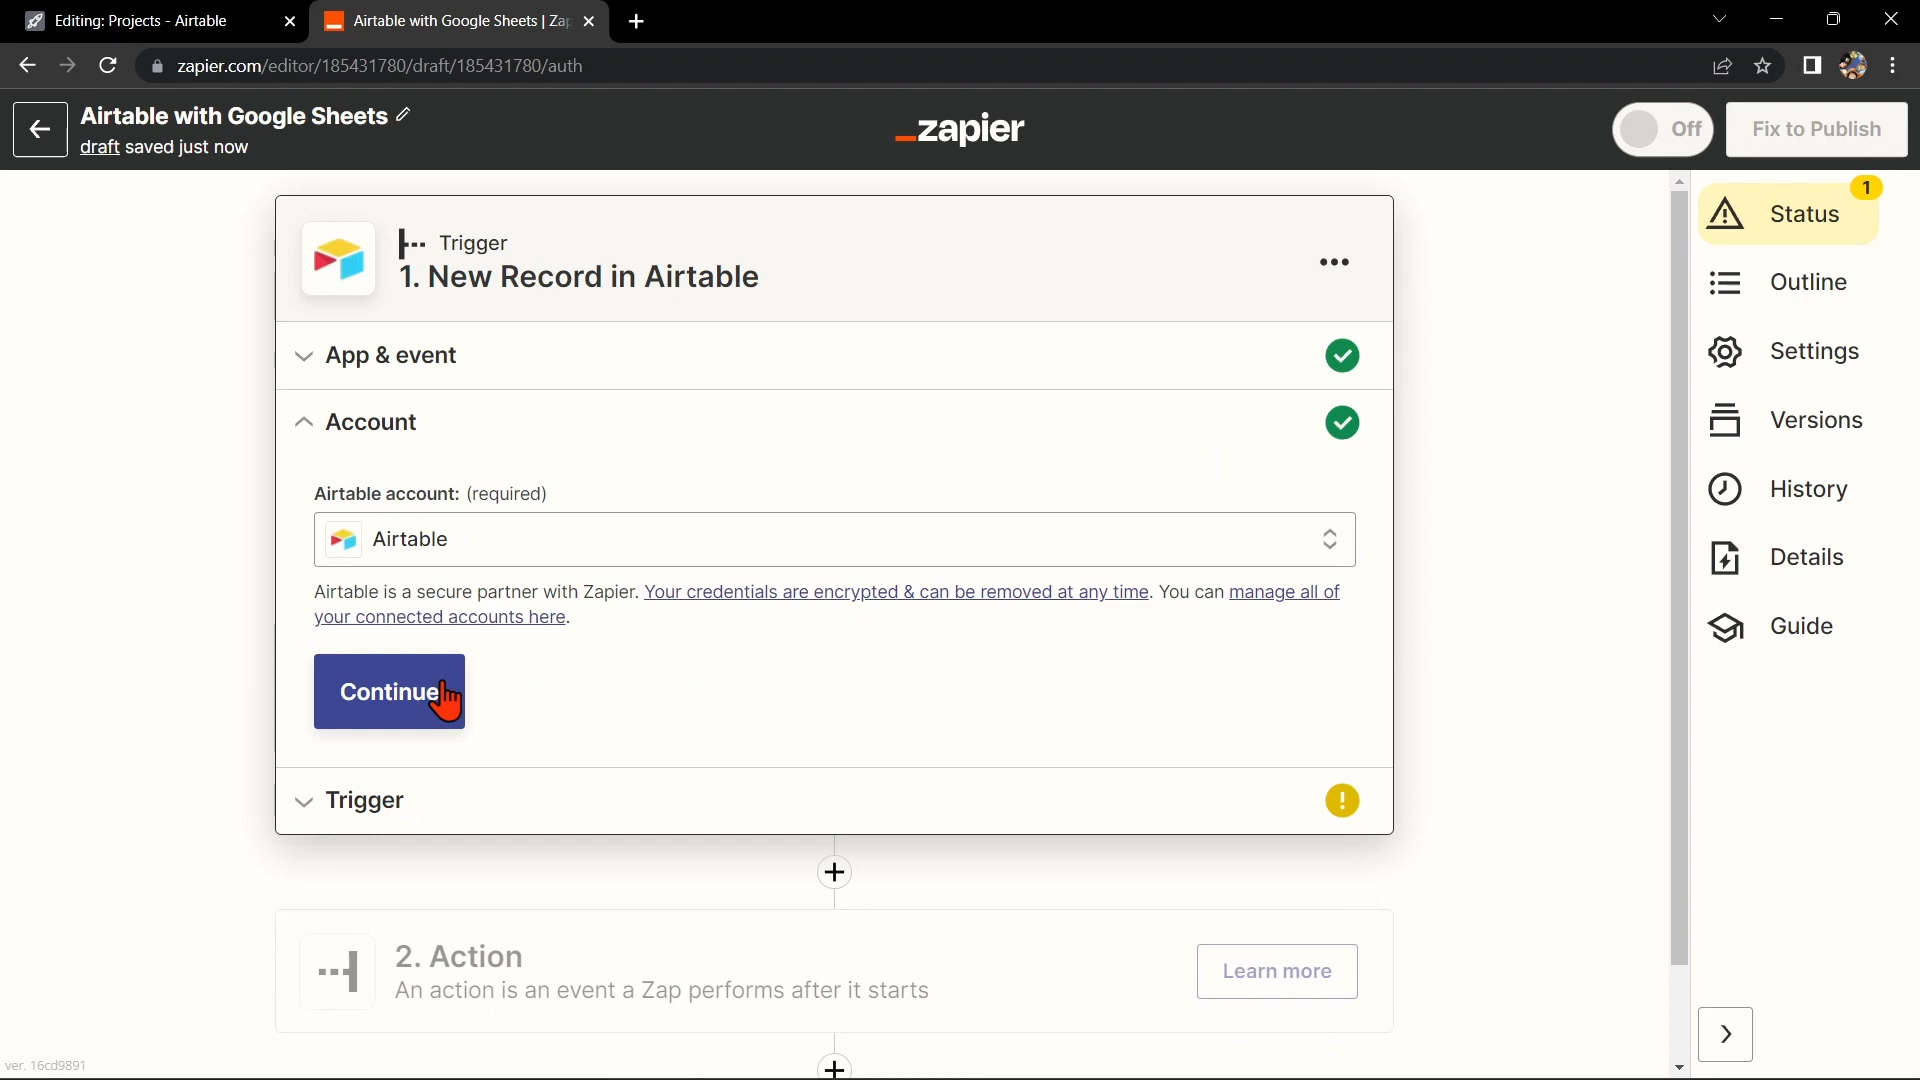 Editing: Projects - Airtable
Airtable with Google Sheets | Zap
zapier.com/editor/185431780/draft/185431780/auth
Airtable with Google Sheets
draft saved just now
zapier
Off
Fix to Publish
Trigger
1. New Record in Airtable
App & event
Account
Airtable account: (required)
Airtable
Airtable is a secure partner with Zapier. Your credentials are encrypted & can be removed at any time. You can manage all of
your connected accounts here.
Continue
Trigger
2. Action
An action is an event a Zap performs after it starts
Learn more
1
Status
Outline
Settings
Versions
History
Details
Guide
ver. 16cd9891